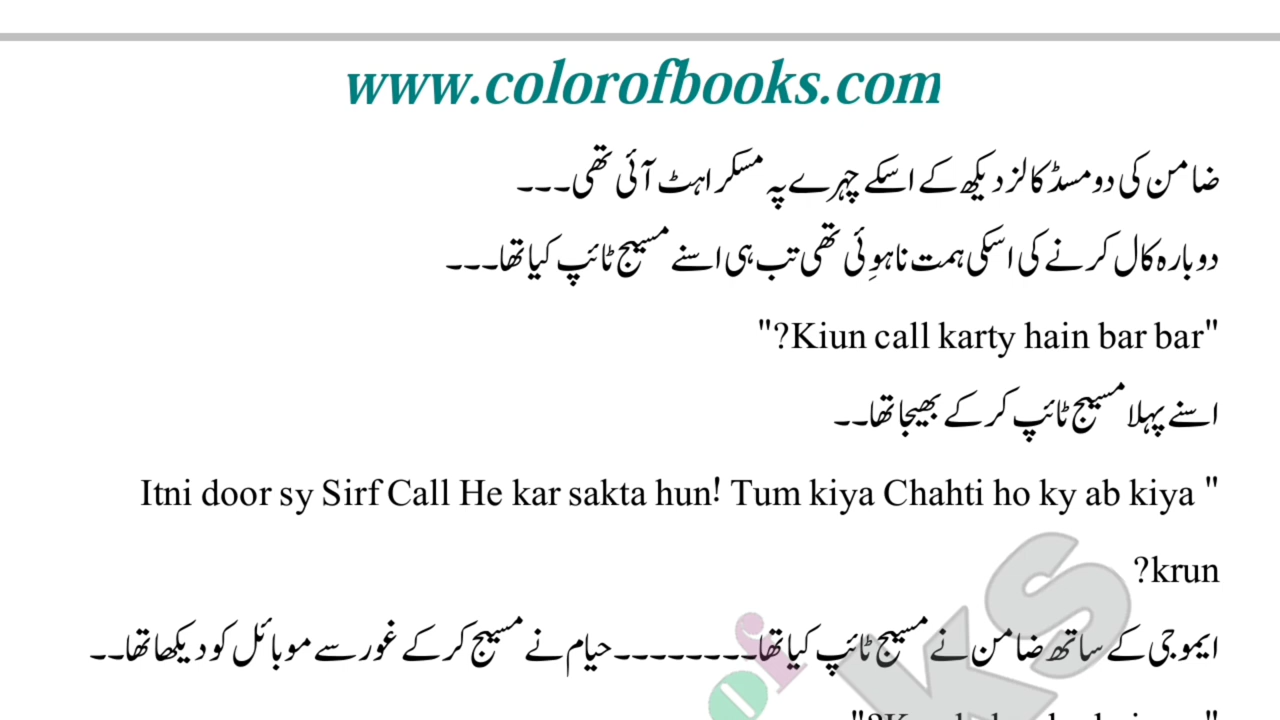 www.colorofbooks.com
ضامن کی دو مسڈ کالز دیکھ کے اسکے چہرے پہ مسکراہٹ آئی تھی۔۔۔
دوبارہ کال کرنے کی اسکی ہمت نا ہوِئی تھی تب ہی اسنے مسیج ٹائپ کیا تھا۔۔۔
"?Kiun call karty hain bar bar"
اسنے پہلا مسیج ٹائپ کر کے بھیجا تھا۔۔
Itni door sy Sirf Call He kar sakta hun! Tum kiya Chahti ho ky ab kiya "
?krun
ایموجی کے ساتھ ضامن نے مسیج ٹائپ کیا تھا۔۔۔۔۔۔۔۔حیام نے مسیج کر کے غور سے موبائل کو دیکھا تھا۔۔